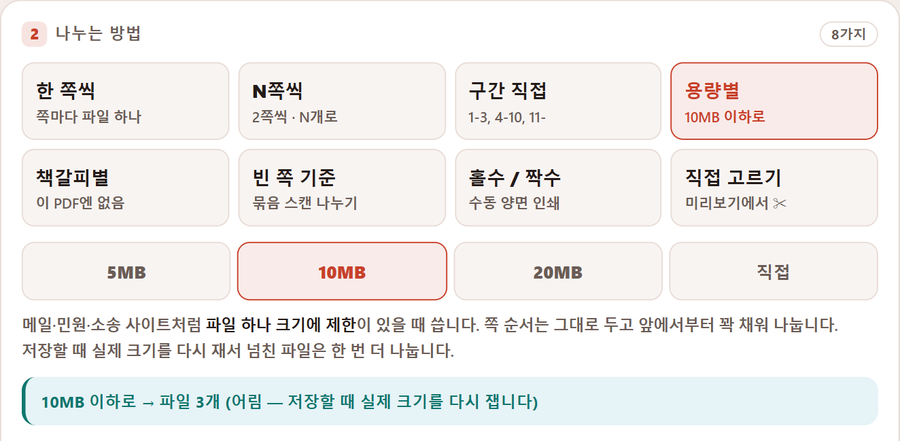 2 나누는 방법 8가지
한 쪽씩 N쪽씩 구간 직접 용량별
쪽마다 파일 하나 2쪽씩 · N개로 1-3, 4-10, 11- 10MB 이하로
책갈피별 빈 쪽 기준 홀수 / 짝수 직접 고르기
이 PDF엔 없음 묶음 스캔 나누기 수동 양면 인쇄 미리보기에서 ✂
5MB 10MB 20MB 직접
메일·민원·소송 사이트처럼 파일 하나 크기에 제한이 있을 때 씁니다. 쪽 순서는 그대로 두고 앞에서부터 꽉 채워 나눕니다.
저장할 때 실제 크기를 다시 재서 넘친 파일은 한 번 더 나눕니다.
10MB 이하로 → 파일 3개 (어림 — 저장할 때 실제 크기를 다시 잽니다)